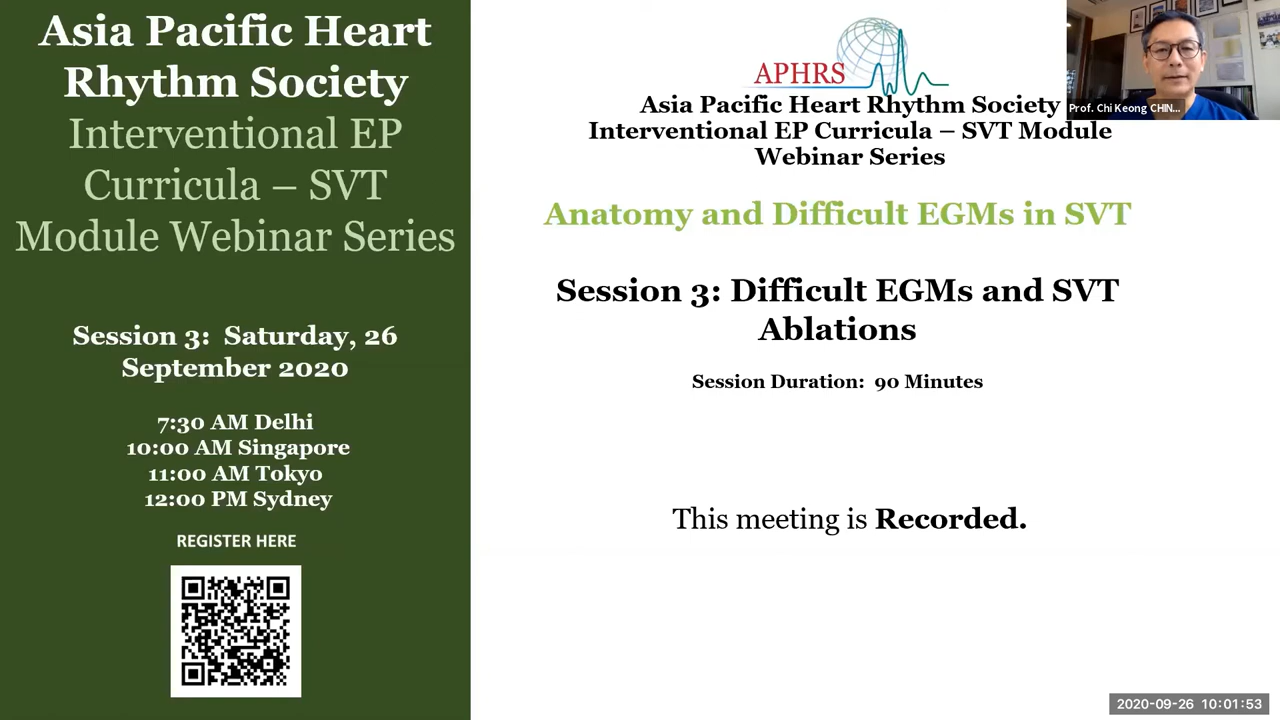 Asia Pacific Heart
Rhythm Society
Interventional EP
Curricula – SVT
Module Webinar Series
Session 3:  Saturday, 26
September 2020
7:30 AM Delhi
10:00 AM Singapore
11:00 AM Tokyo
12:00 PM Sydney
REGISTER HERE
APHRS
Asia Pacific Heart Rhythm Society
Interventional EP Curricula – SVT Module
Webinar Series
Anatomy and Difficult EGMs in SVT
Session 3: Difficult EGMs and SVT
Ablations
Session Duration:  90 Minutes
This meeting is Recorded.
Prof. Chi Keong CHIN...
2020-09-26 10:01:53